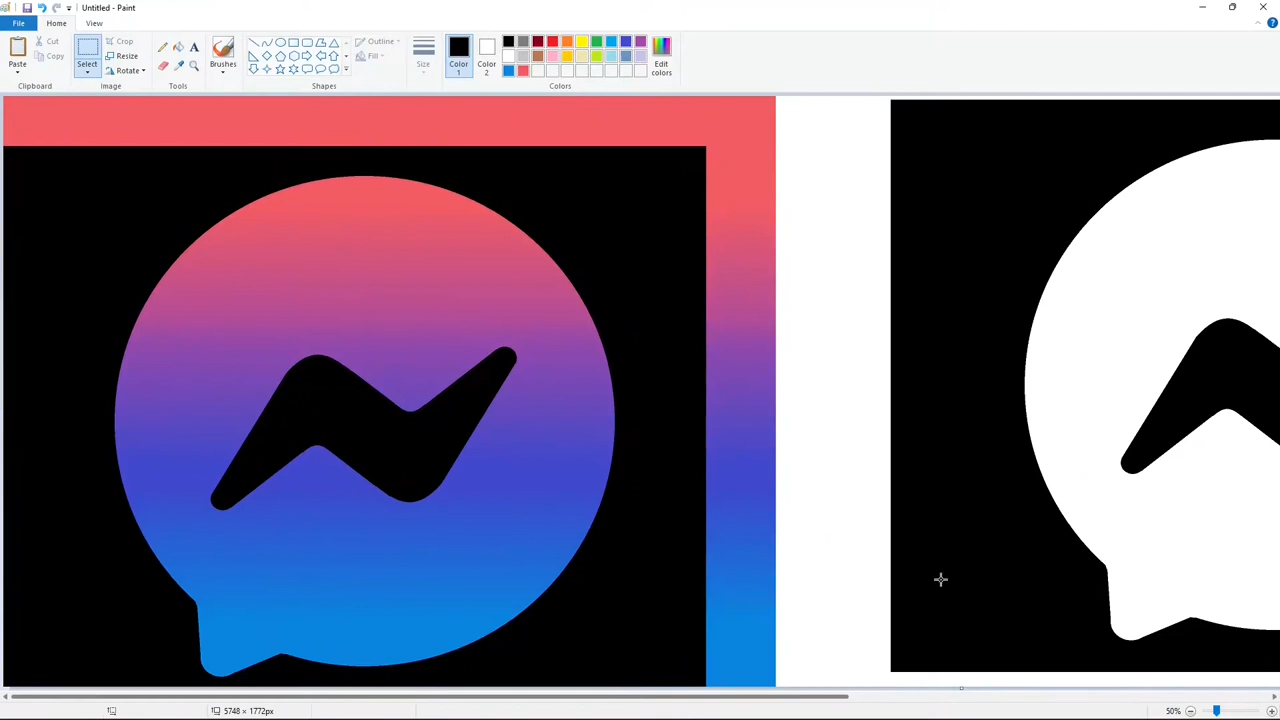 Untitled - Paint
File Home View
Paste
Cut
Copy
Select
Crop
Resize
Rotate
Brushes
Outline
Fill
Size
Color
1
Color
2
Edit
colors
Clipboard Image Tools Shapes Colors
5748 × 1772px 50%